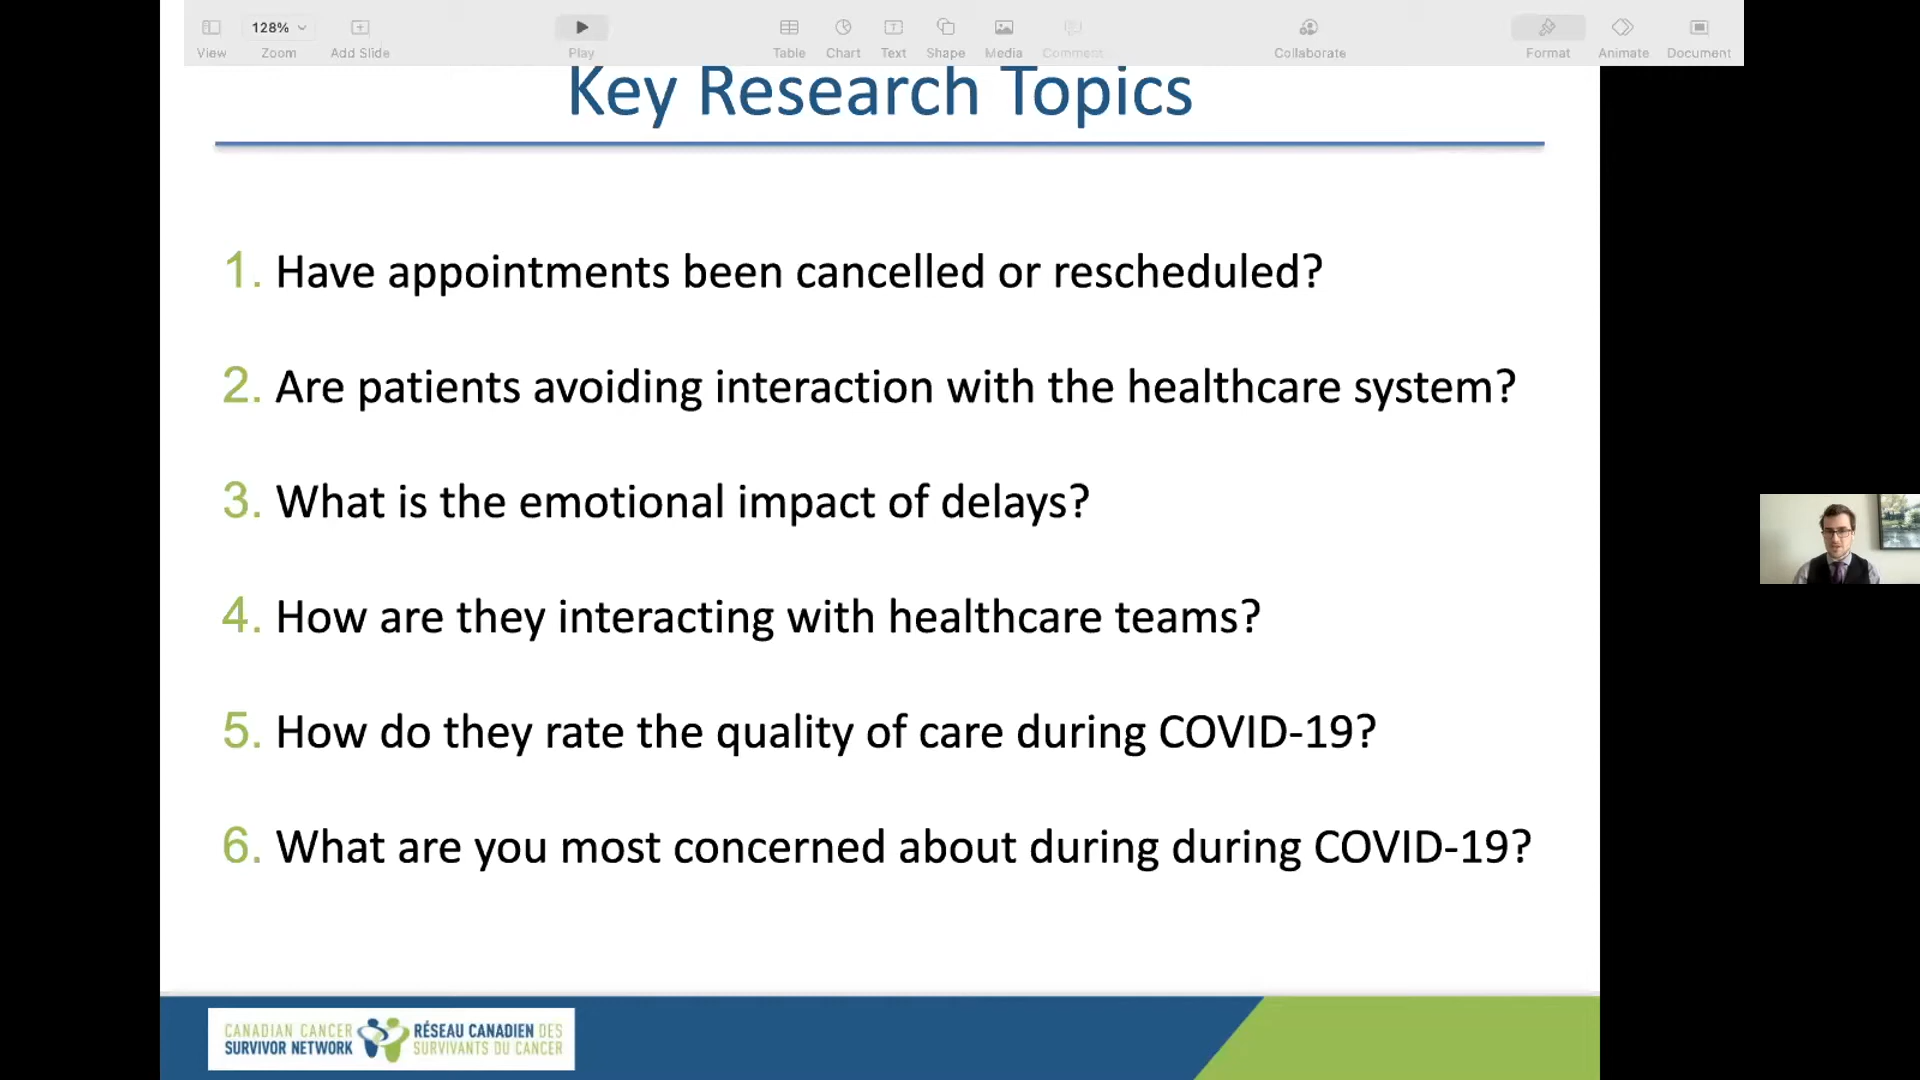 128%
View Zoom Add Slide Play Table Chart Text Shape Media Comment Collaborate Format Animate Document
Key Research Topics
1. Have appointments been cancelled or rescheduled?
2. Are patients avoiding interaction with the healthcare system?
3. What is the emotional impact of delays?
4. How are they interacting with healthcare teams?
5. How do they rate the quality of care during COVID-19?
6. What are you most concerned about during during COVID-19?
CANADIAN CANCER
SURVIVOR NETWORK
RÉSEAU CANADIEN DES
SURVIVANTS DU CANCER